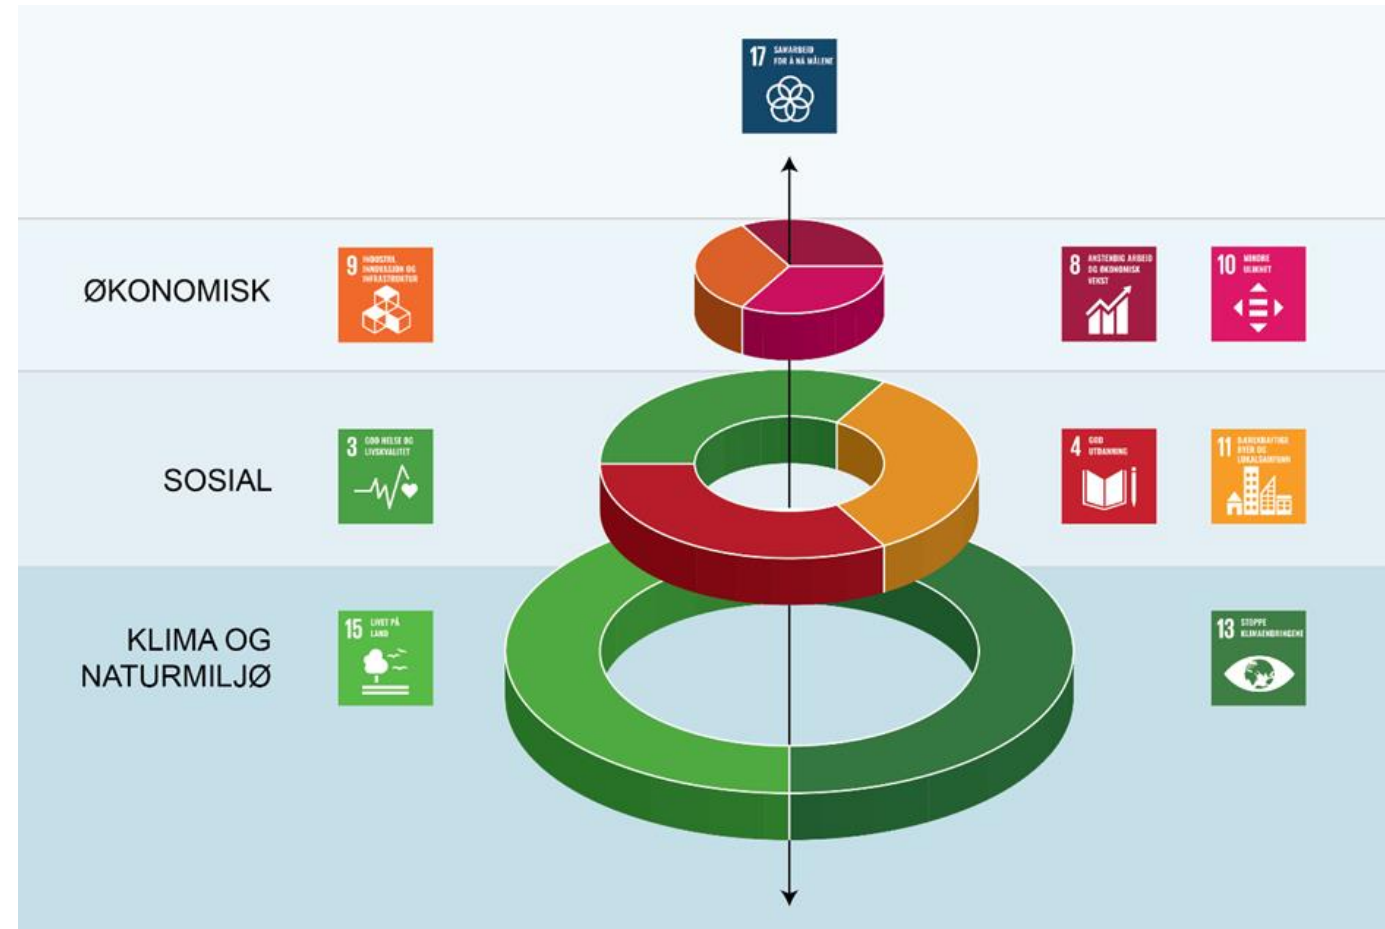 17 SAMARBEID
FOR Å NÅ MÅLENE
ØKONOMISK
9 INDUSTRI,
INNOVASJON OG
INFRASTRUKTUR
8 ANSTENDIG ARBEID
OG ØKONOMISK
VEKST
10 MINDRE
ULIKHET
SOSIAL
3 GOD HELSE OG
LIVSKVALITET
4 GOD
UTDANNING
11 BÆREKRAFTIGE
BYER OG
LOKALSAMFUNN
KLIMA OG
NATURMILJØ
15 LIVET PÅ
LAND
13 STOPPE
KLIMAENDRINGENE